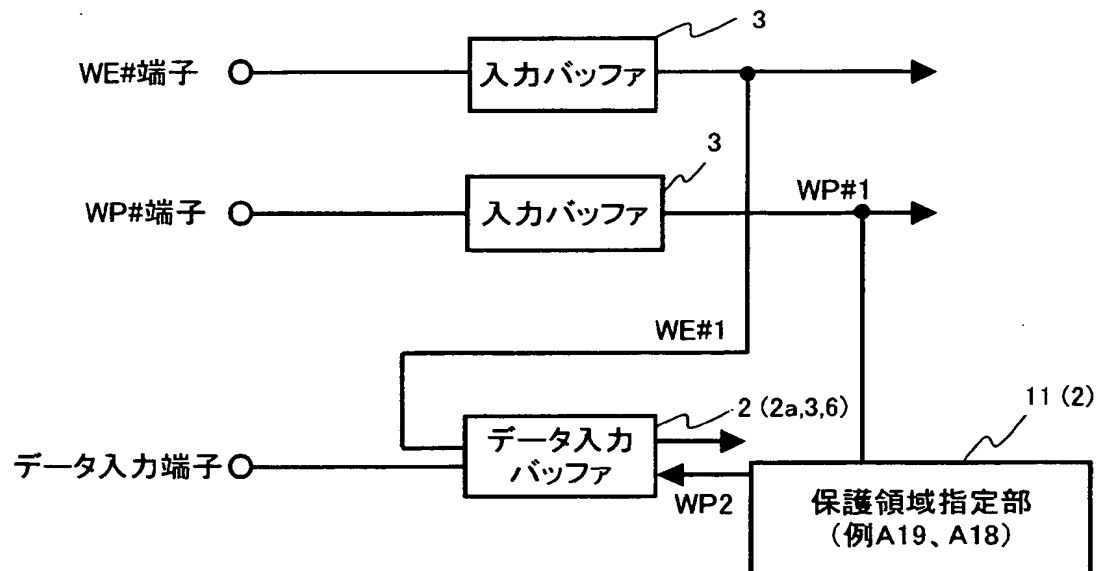 3
WE#端子
入力バッファ
3
WP#端子
入力バッファ
WP#1
WE#1
2 (2a,3,6)
11 (2)
データ入力端子
データ入力
バッファ
WP2
保護領域指定部
(例A19、A18)